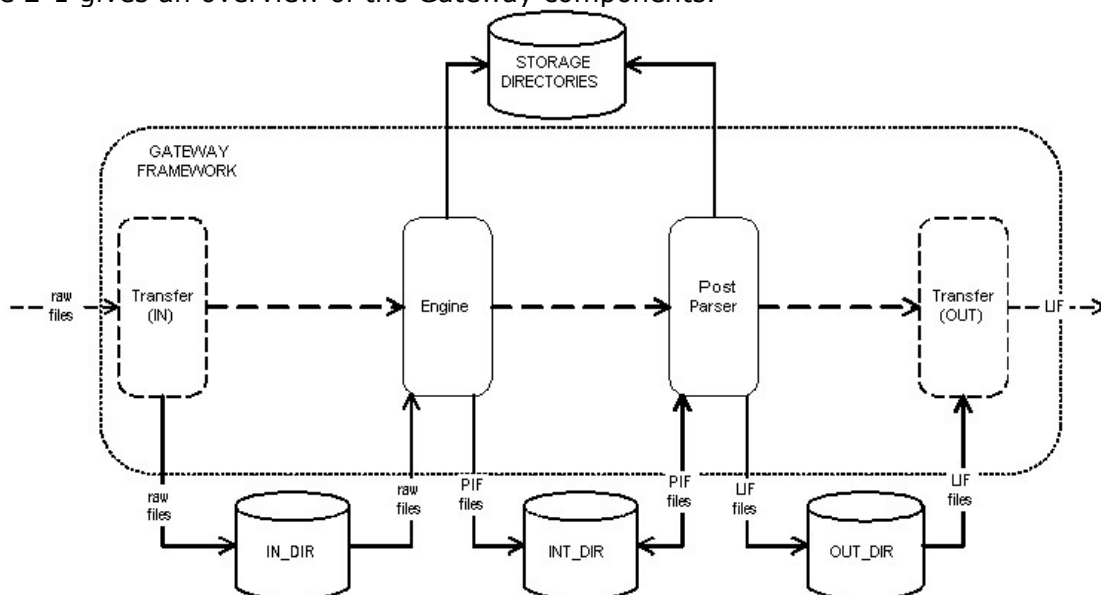 e 2-1 gives an overview of the Gateway components.
STORAGE
DIRECTORIES
GATEWAY
FRAMEWORK
raw
files
Transfer
(IN)
Engine
Post
Parser
Transfer
(OUT)
LIF
raw
files
raw
files
PIF
files
PIF
files
LIF
files
LIF
files
IN_DIR
INT_DIR
OUT_DIR